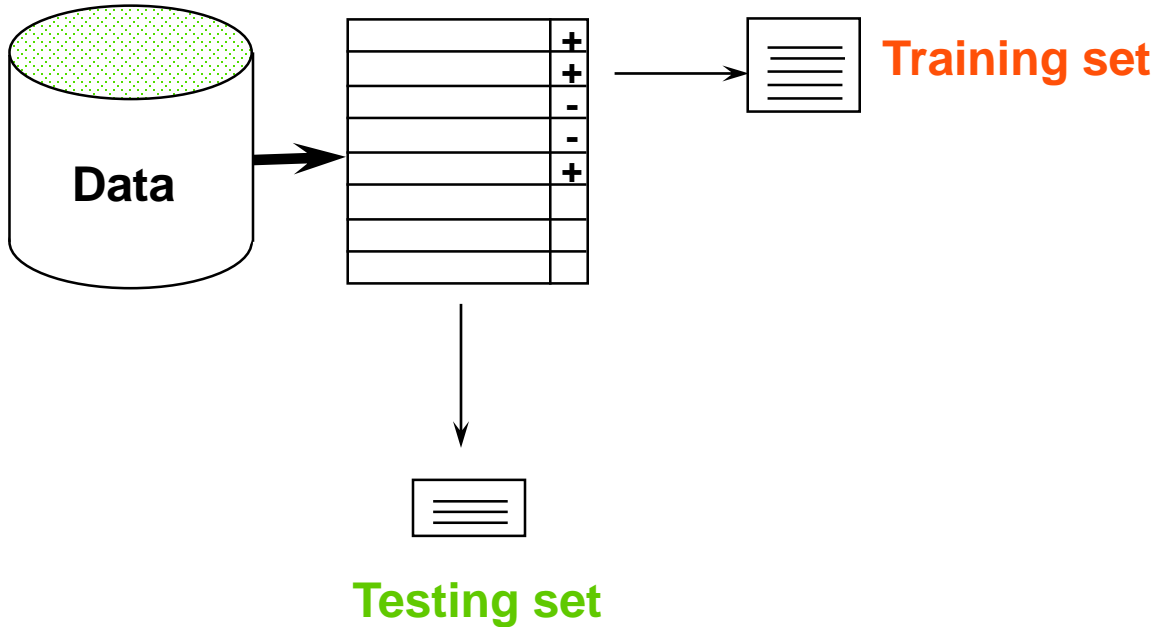 +
Training set
+
-
-
+
Data
Testing set